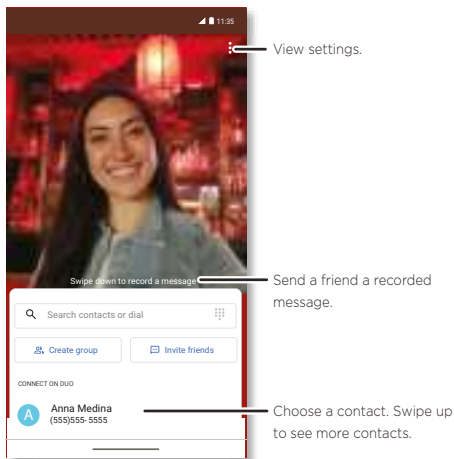 11:35
View settings.
Swipe down to record a message
Send a friend a recorded
message.
Search contacts or dial
Create group
Invite friends
CONNECT ON DUO
A
Anna Medina
(555)555- 5555
Choose a contact. Swipe up
to see more contacts.